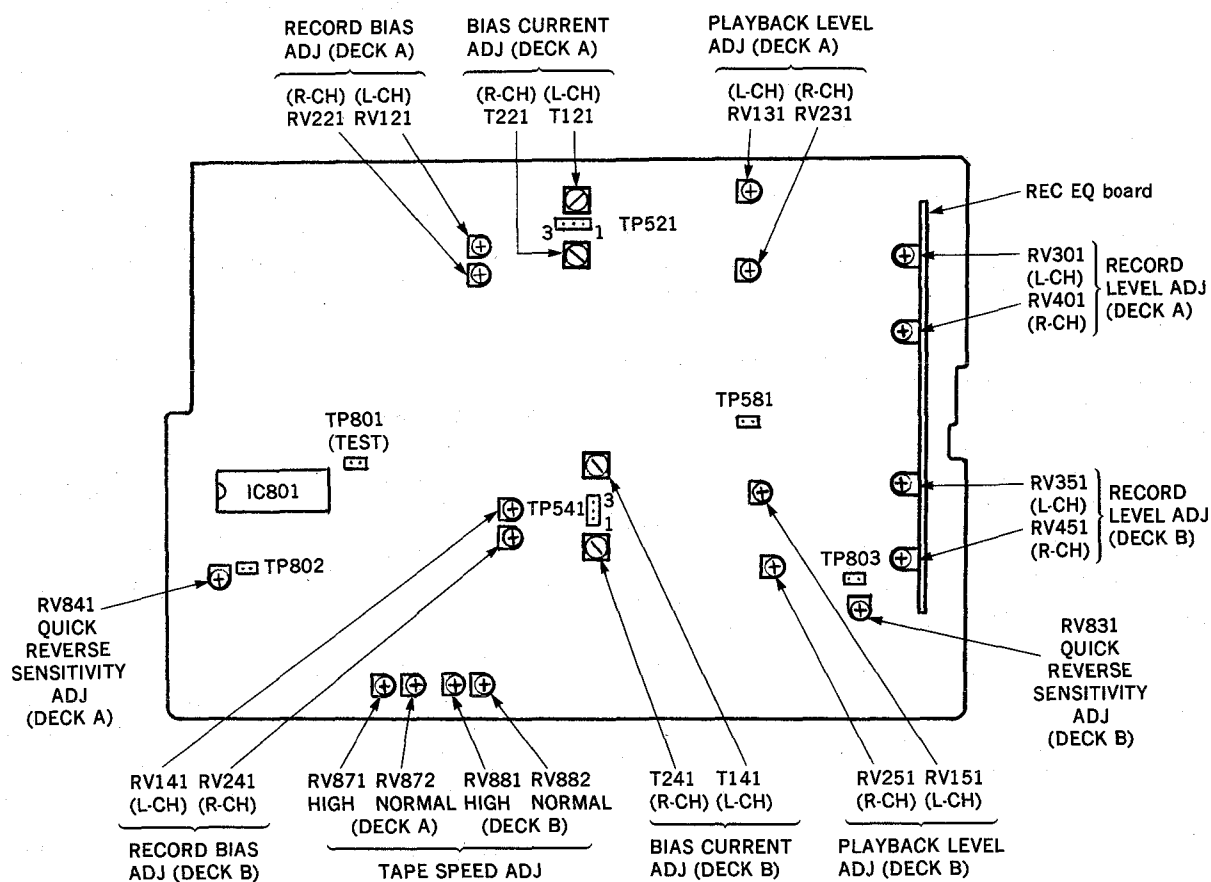 RECORD BIAS
ADJ (DECK A)
(R-CH) (L-CH)
RV221 RV121
BIAS CURRENT
ADJ (DECK A)
(R-CH) (L-CH)
T221 T121
PLAYBACK LEVEL
ADJ (DECK A)
(L-CH) (R-CH)
RV131 RV231
REC EQ board
3 1 TP521
RV301
(L-CH)
RV401
(R-CH)
RECORD
LEVEL ADJ
(DECK A)
TP581
TP801
(TEST)
IC801
TP541 3
1
RV351
(L-CH)
RV451
(R-CH)
RECORD
LEVEL ADJ
(DECK B)
TP802
TP803
RV841
QUICK
REVERSE
SENSITIVITY
ADJ
(DECK A)
RV831
QUICK
REVERSE
SENSITIVITY
ADJ
(DECK B)
RV141 RV241
(L-CH) (R-CH)
RECORD BIAS
ADJ (DECK B)
RV871 RV872 RV881 RV882
HIGH NORMAL HIGH NORMAL
(DECK A) (DECK B)
TAPE SPEED ADJ
T241 T141
(R-CH) (L-CH)
BIAS CURRENT
ADJ (DECK B)
RV251 RV151
(R-CH) (L-CH)
PLAYBACK LEVEL
ADJ (DECK B)